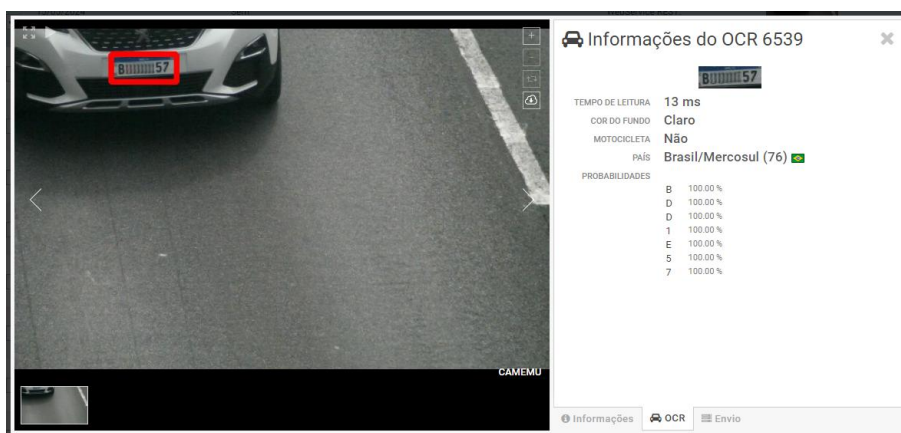 B 57
CAMEMU
Informações do OCR 6539
B 57
TEMPO DE LEITURA 13 ms
COR DO FUNDO Claro
MOTOCICLETA Não
PAÍS Brasil/Mercosul (76)
PROBABILIDADES
B 100.00 %
D 100.00 %
D 100.00 %
1 100.00 %
E 100.00 %
5 100.00 %
7 100.00 %
Informações OCR Envio